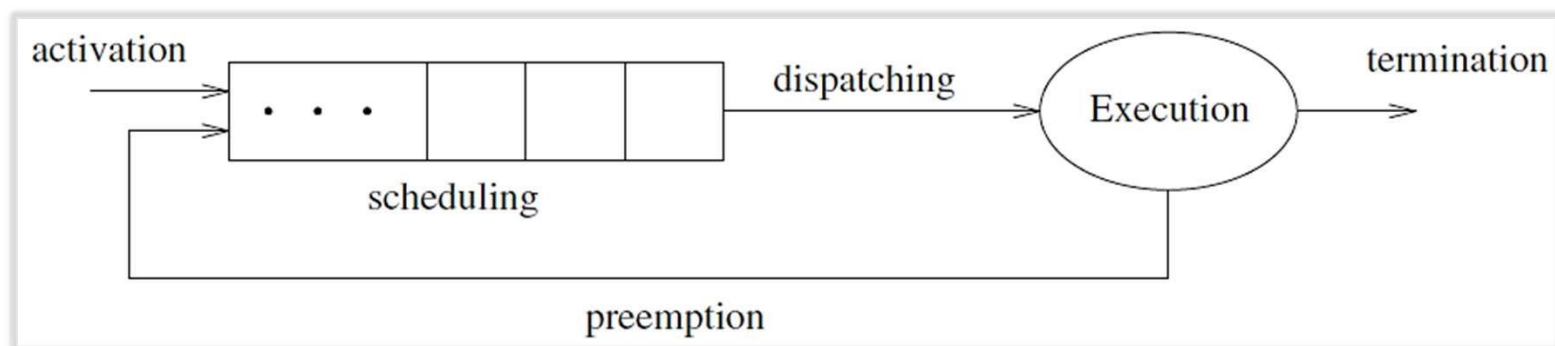 activation
dispatching
termination
Execution
scheduling
preemption